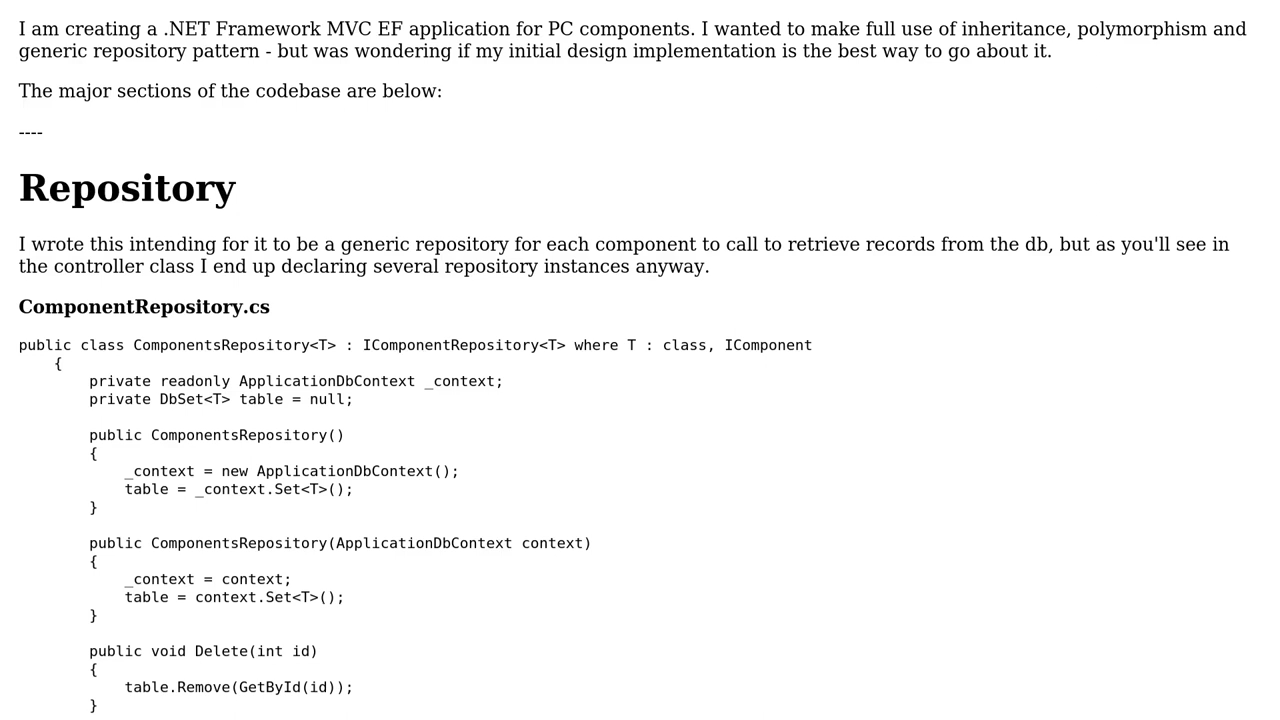 I am creating a .NET Framework MVC EF application for PC components. I wanted to make full use of inheritance, polymorphism and
generic repository pattern - but was wondering if my initial design implementation is the best way to go about it.
The major sections of the codebase are below:
----
Repository
I wrote this intending for it to be a generic repository for each component to call to retrieve records from the db, but as you'll see in
the controller class I end up declaring several repository instances anyway.
ComponentRepository.cs
public class ComponentsRepository<T> : IComponentRepository<T> where T : class, IComponent
    {
        private readonly ApplicationDbContext _context;
        private DbSet<T> table = null;

        public ComponentsRepository()
        {
            _context = new ApplicationDbContext();
            table = _context.Set<T>();
        }

        public ComponentsRepository(ApplicationDbContext context)
        {
            _context = context;
            table = context.Set<T>();
        }

        public void Delete(int id)
        {
            table.Remove(GetById(id));
        }